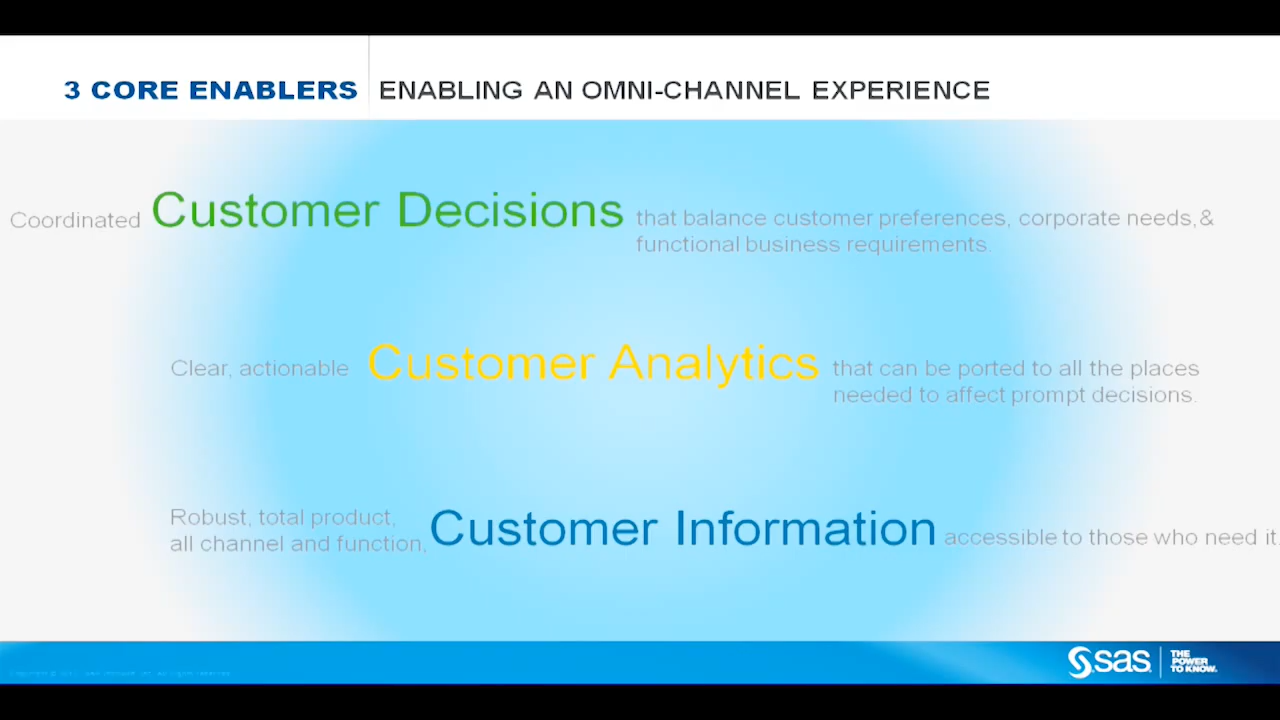 3 CORE ENABLERS ENABLING AN OMNI-CHANNEL EXPERIENCE
Coordinated Customer Decisions that balance customer preferences, corporate needs,&
functional business requirements.
Clear, actionable Customer Analytics that can be ported to all the places
needed to affect prompt decisions.
Robust, total product,
all channel and function, Customer Information accessible to those who need it.
sas THE
POWER
TO KNOW.